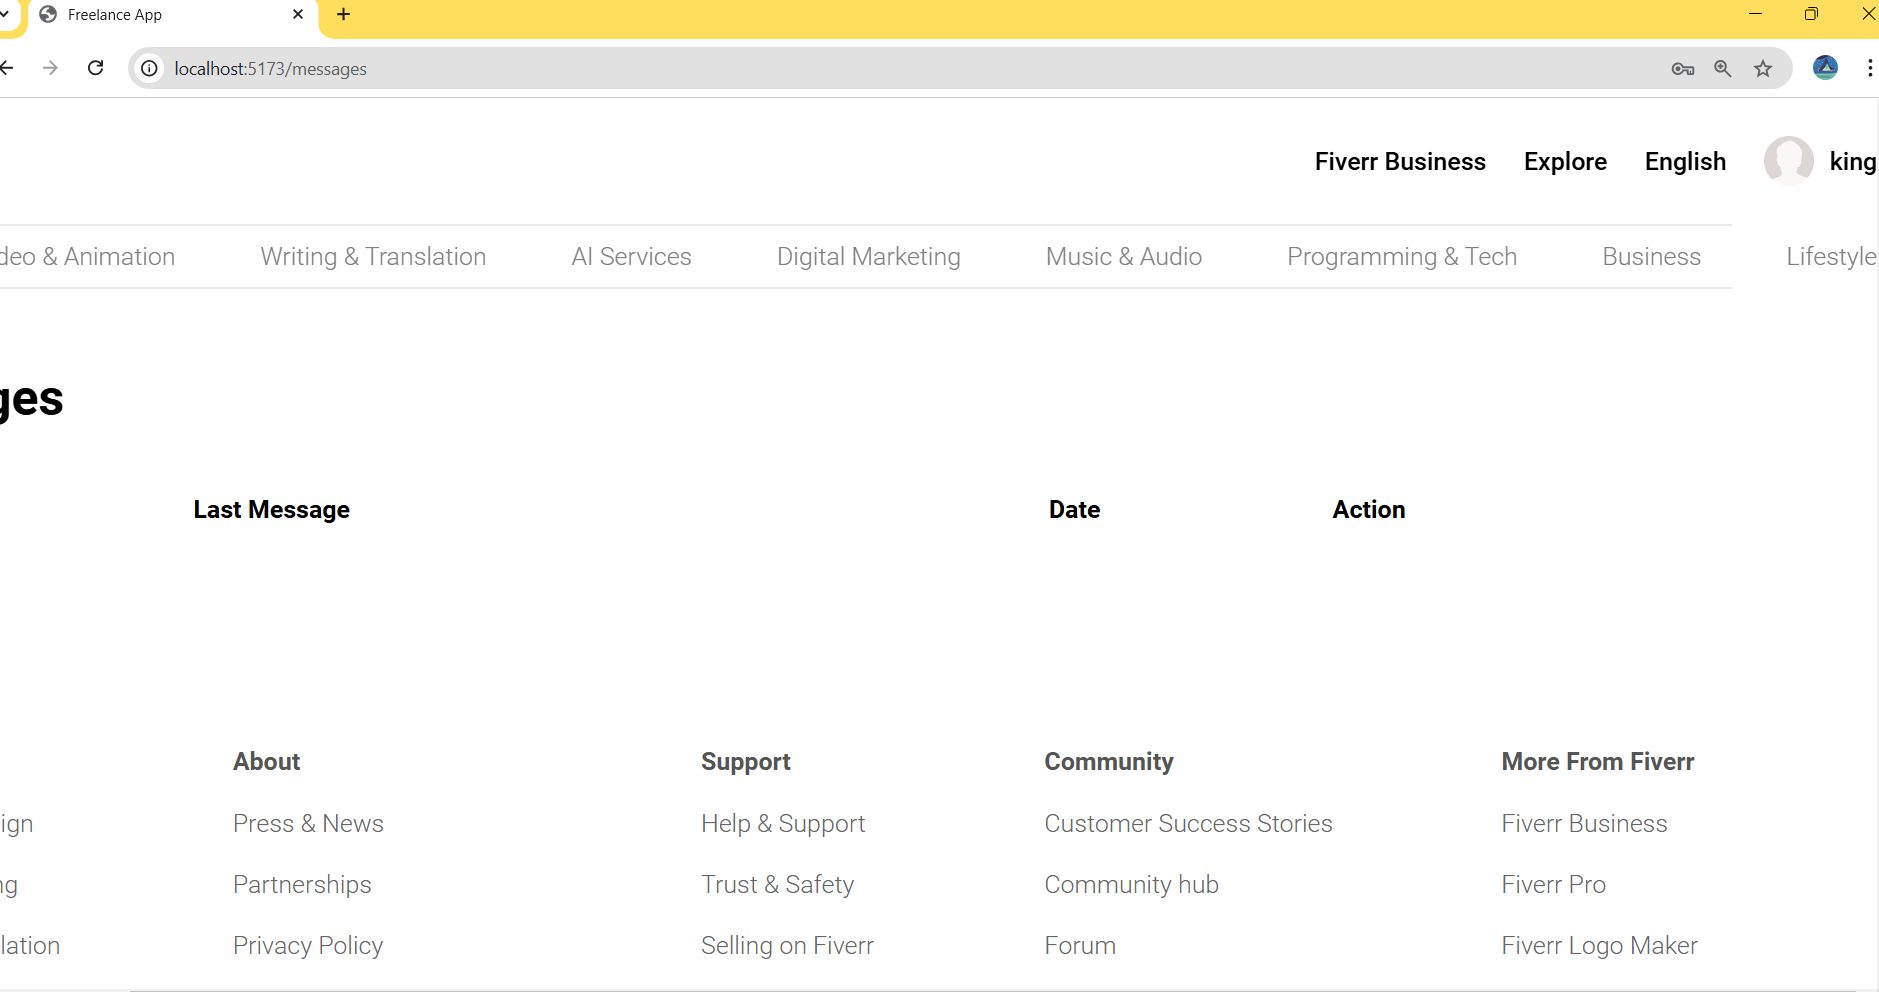 Freelance App
localhost:5173/messages
Fiverr Business Explore English king
deo & Animation Writing & Translation AI Services Digital Marketing Music & Audio Programming & Tech Business Lifestyle
ges
Last Message Date Action
About Support Community More From Fiverr
ign Press & News Help & Support Customer Success Stories Fiverr Business
ng Partnerships Trust & Safety Community hub Fiverr Pro
lation Privacy Policy Selling on Fiverr Forum Fiverr Logo Maker